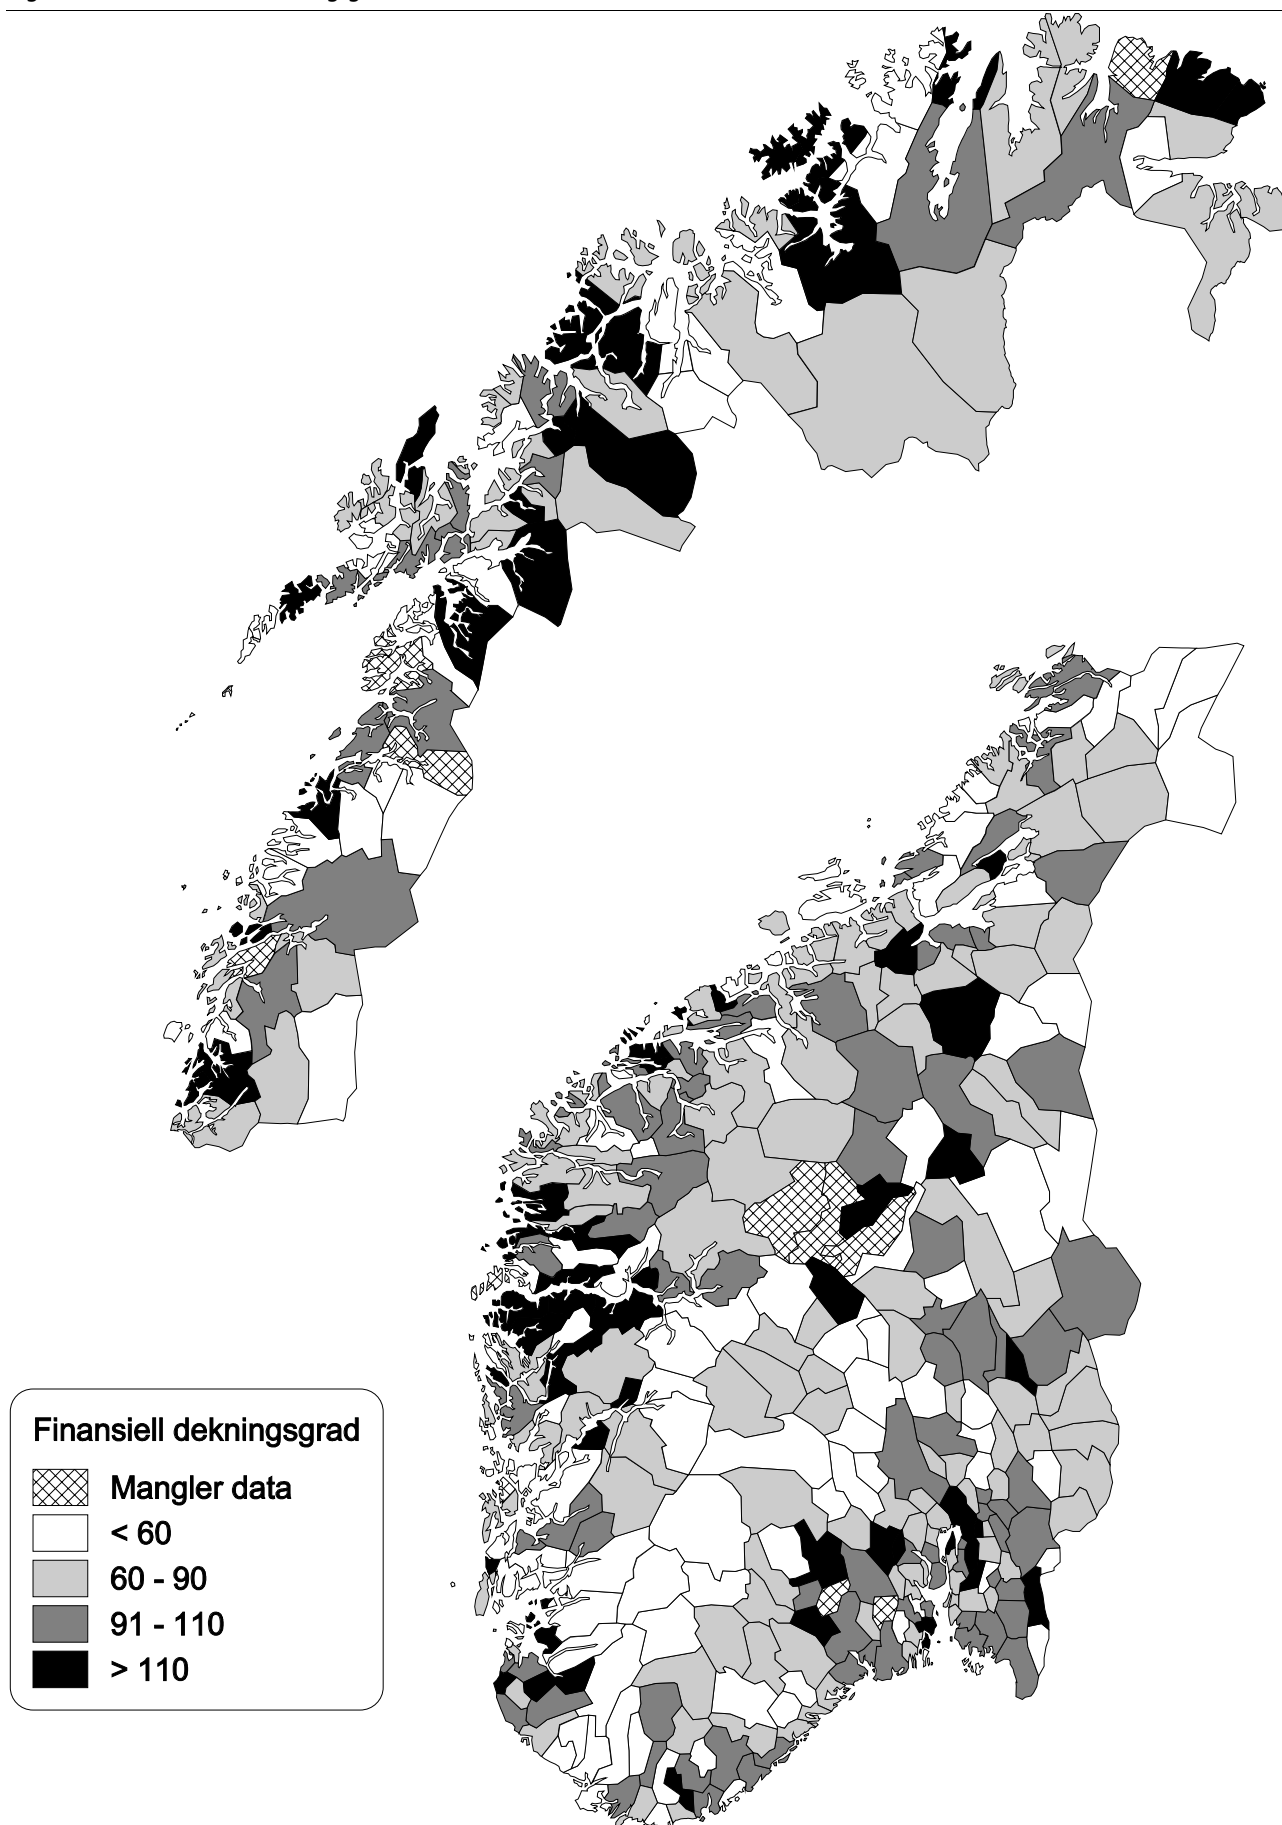 Finansiell dekningsgrad
Mangler data
< 60
60 - 90
91 - 110
> 110